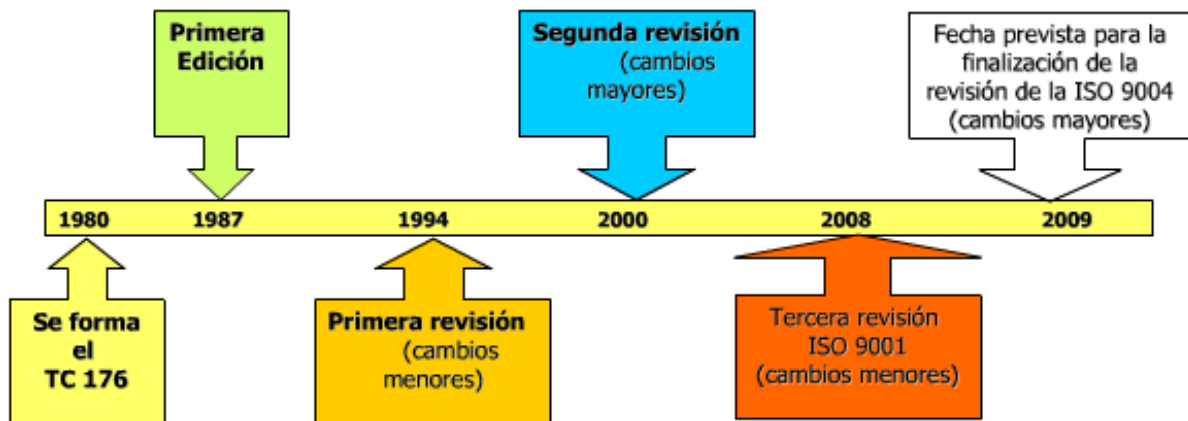 Primera
Edición
Segunda revisión
(cambios
mayores)
Fecha prevista para la
finalización de la
revisión de la ISO 9004
(cambios mayores)
1980 1987 1994 2000 2008 2009
Se forma
el
TC 176
Primera revisión
(cambios
menores)
Tercera revisión
ISO 9001
(cambios menores)